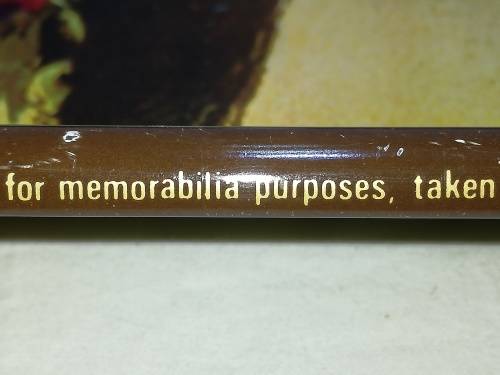 for memorabilia purposes, taken